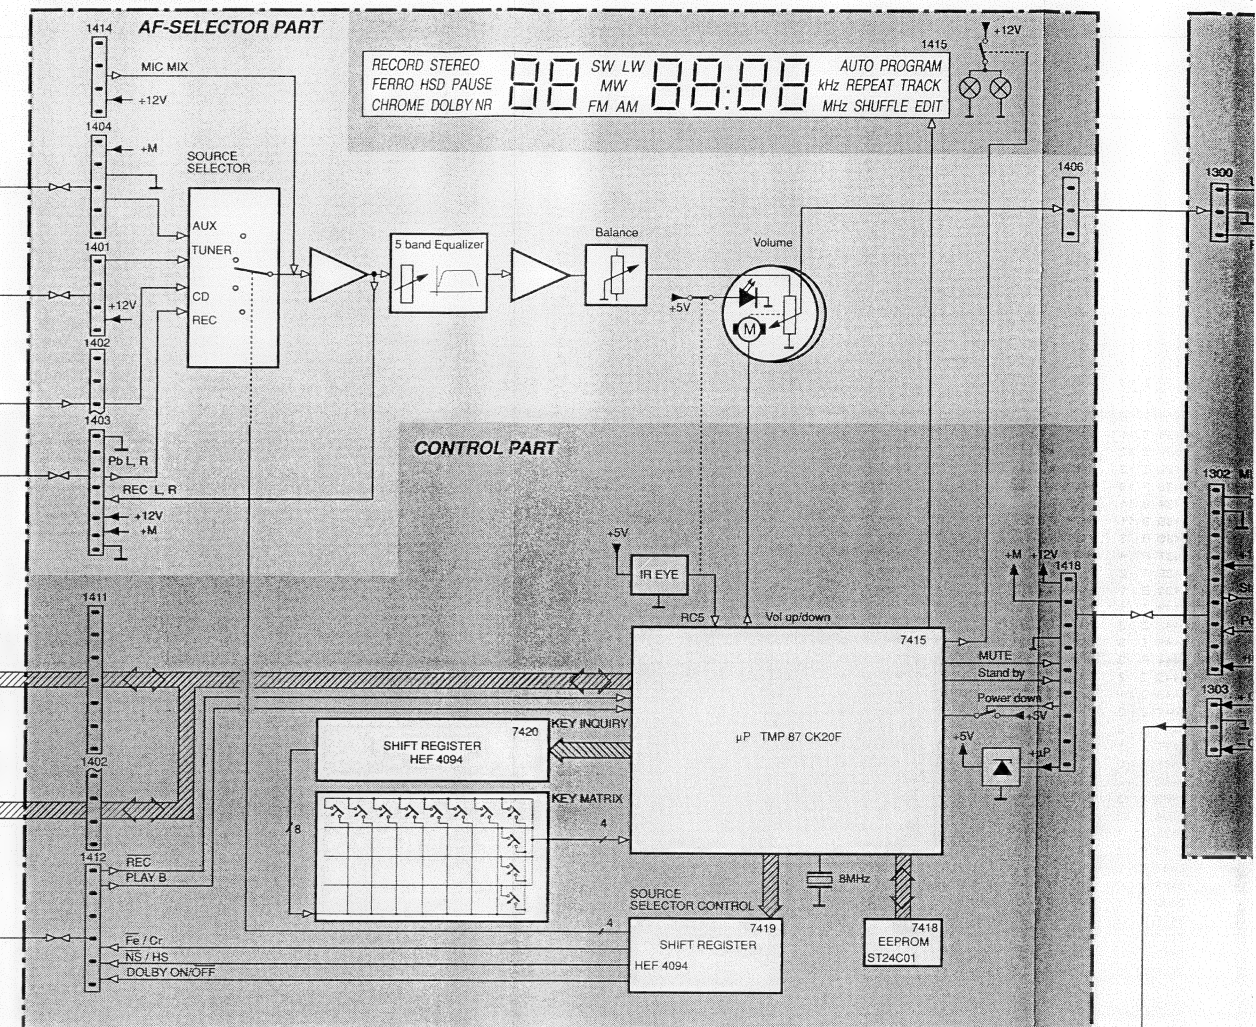 AF-SELECTOR PART
1414
MIC MIX
+12V
1404
+M
SOURCE
SELECTOR
AUX
TUNER
CD
REC
1401
+12V
1402
1403
Pb L, R
REC L, R
+12V
+M
RECORD STEREO
FERRO HSD PAUSE
CHROME DOLBY NR
88
SW LW
MW
FM AM
88:88
AUTO PROGRAM
kHz REPEAT TRACK
MHz SHUFFLE EDIT
1415
+12V
5 band Equalizer
Balance
Volume
+5V
M
1406
1300
CONTROL PART
+5V
IR EYE
RC5
Vol up/down
7415
µP TMP 87 CK20F
+M
+12V
1418
MUTE
Stand by
Power down
+5V
+5V
+µP
1302
1303
1411
1402
1412
REC
PLAY B
Fe / Cr
NS / HS
DOLBY ON/OFF
KEY INQUIRY
7420
SHIFT REGISTER
HEF 4094
KEY MATRIX
8
4
8MHz
SOURCE
SELECTOR CONTROL
4
7419
SHIFT REGISTER
HEF 4094
7418
EEPROM
ST24C01